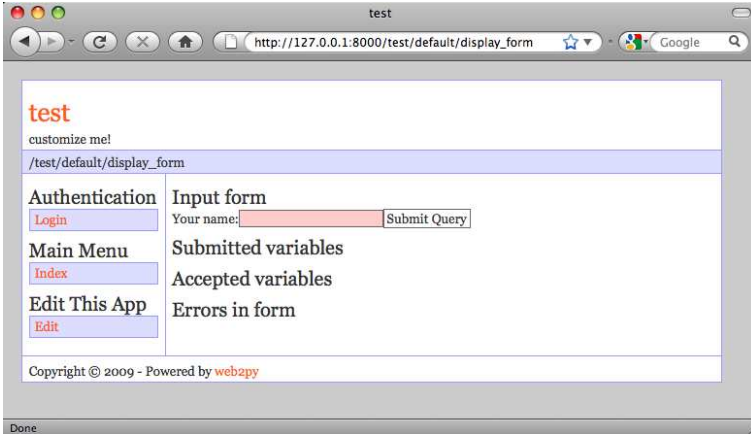 test
http://127.0.0.1:8000/test/default/display_form
Google
test
customize me!
/test/default/display_form
Authentication
Login
Main Menu
Index
Edit This App
Edit
Input form
Your name: Submit Query
Submitted variables
Accepted variables
Errors in form
Copyright © 2009 - Powered by web2py
Done